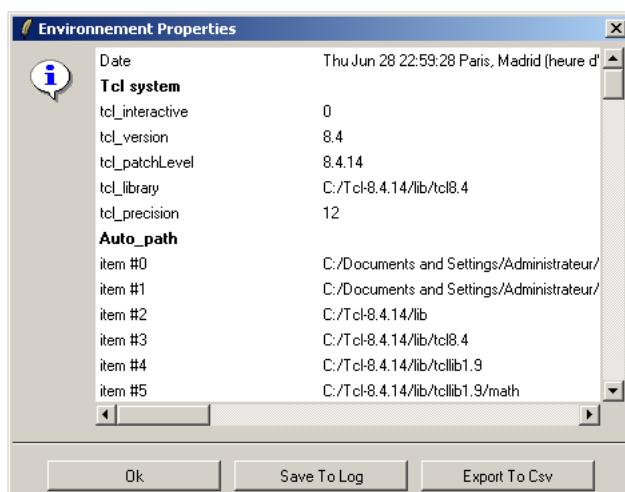 Environnement Properties
Date Thu Jun 28 22:59:28 Paris, Madrid (heure d'
Tcl system
tcl_interactive 0
tcl_version 8.4
tcl_patchLevel 8.4.14
tcl_library C:/Tcl-8.4.14/lib/tcl8.4
tcl_precision 12
Auto_path
item #0 C:/Documents and Settings/Administrateur/
item #1 C:/Documents and Settings/Administrateur/
item #2 C:/Tcl-8.4.14/lib
item #3 C:/Tcl-8.4.14/lib/tcl8.4
item #4 C:/Tcl-8.4.14/lib/tcllib1.9
item #5 C:/Tcl-8.4.14/lib/tcllib1.9/math
Ok Save To Log Export To Csv